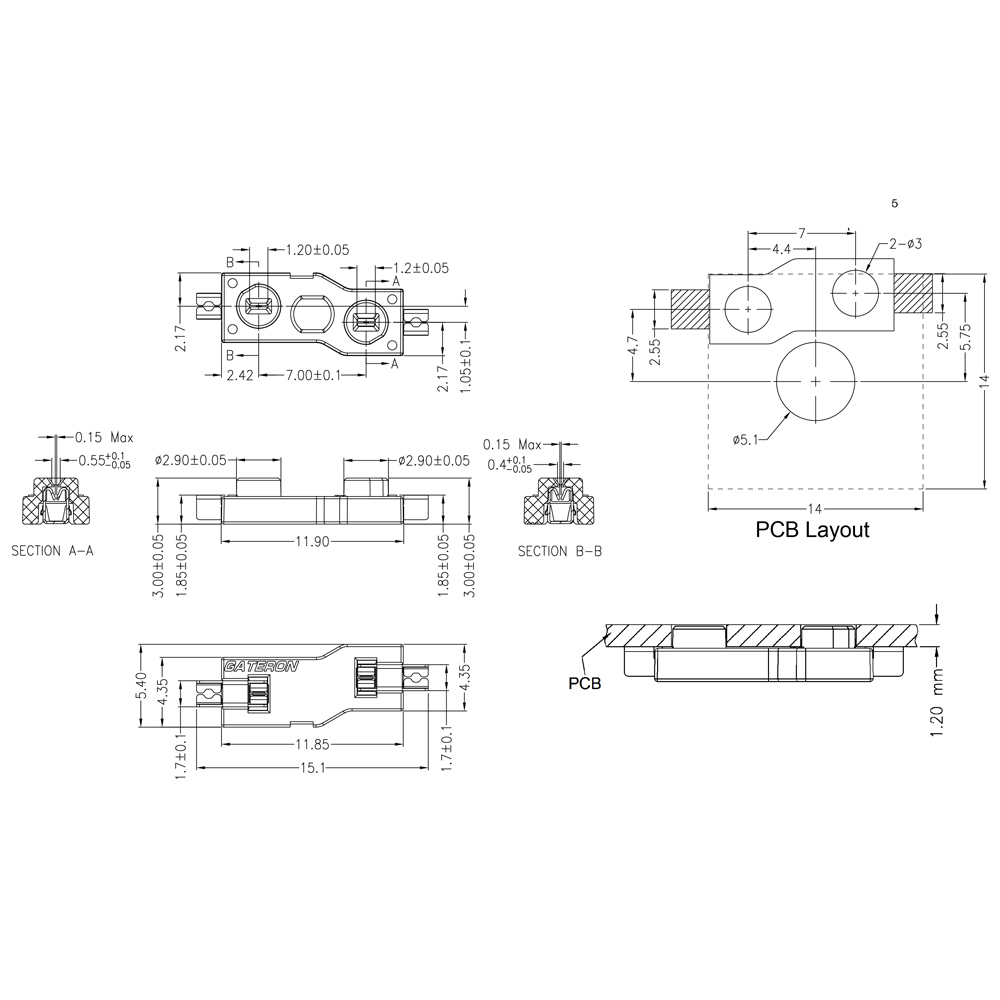 5
B
1.20±0.05
1.2±0.05
A
2.17
B
A
2.42
7.00±0.1
2.17
1.05±0.1
7
4.4
2-ø3
4.7
2.55
2.55
5.75
14
ø5.1
14
PCB Layout
0.15 Max
0.55+0.1-0.05
SECTION A-A
ø2.90±0.05
ø2.90±0.05
11.90
3.00±0.05
1.85±0.05
1.85±0.05
3.00±0.05
0.15 Max
0.4+0.1-0.05
SECTION B-B
GATERON
5.40
4.35
1.7±0.1
11.85
15.1
1.7±0.1
4.35
PCB
1.20 mm